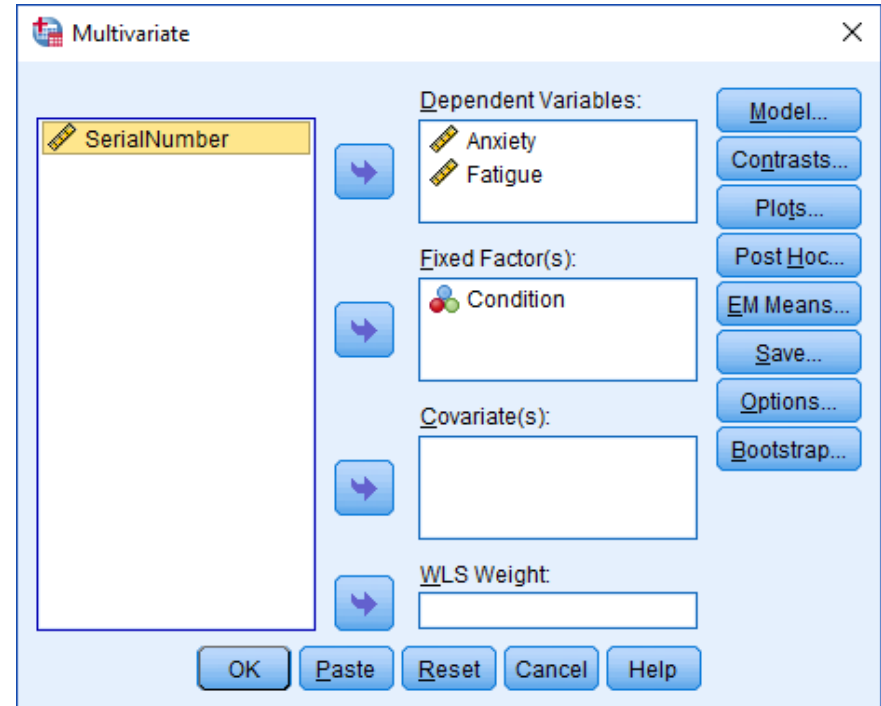 Multivariate
SerialNumber
Dependent Variables:
Anxiety
Fatigue
Fixed Factor(s):
Condition
Covariate(s):
WLS Weight:
Model...
Contrasts...
Plots...
Post Hoc...
EM Means...
Save...
Options...
Bootstrap...
OK Paste Reset Cancel Help